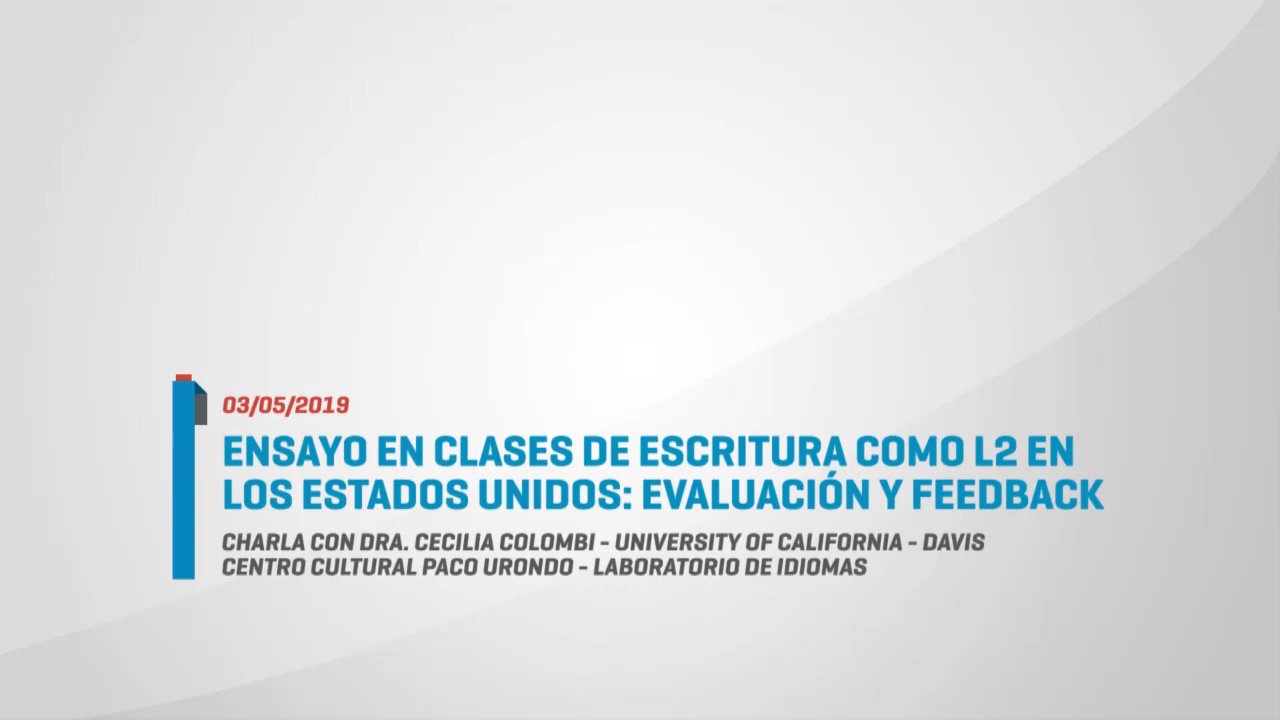 03/05/2019
ENSAYO EN CLASES DE ESCRITURA COMO L2 EN
LOS ESTADOS UNIDOS: EVALUACIÓN Y FEEDBACK
CHARLA CON DRA. CECILIA COLOMBI - UNIVERSITY OF CALIFORNIA - DAVIS
CENTRO CULTURAL PACO URONDO - LABORATORIO DE IDIOMAS